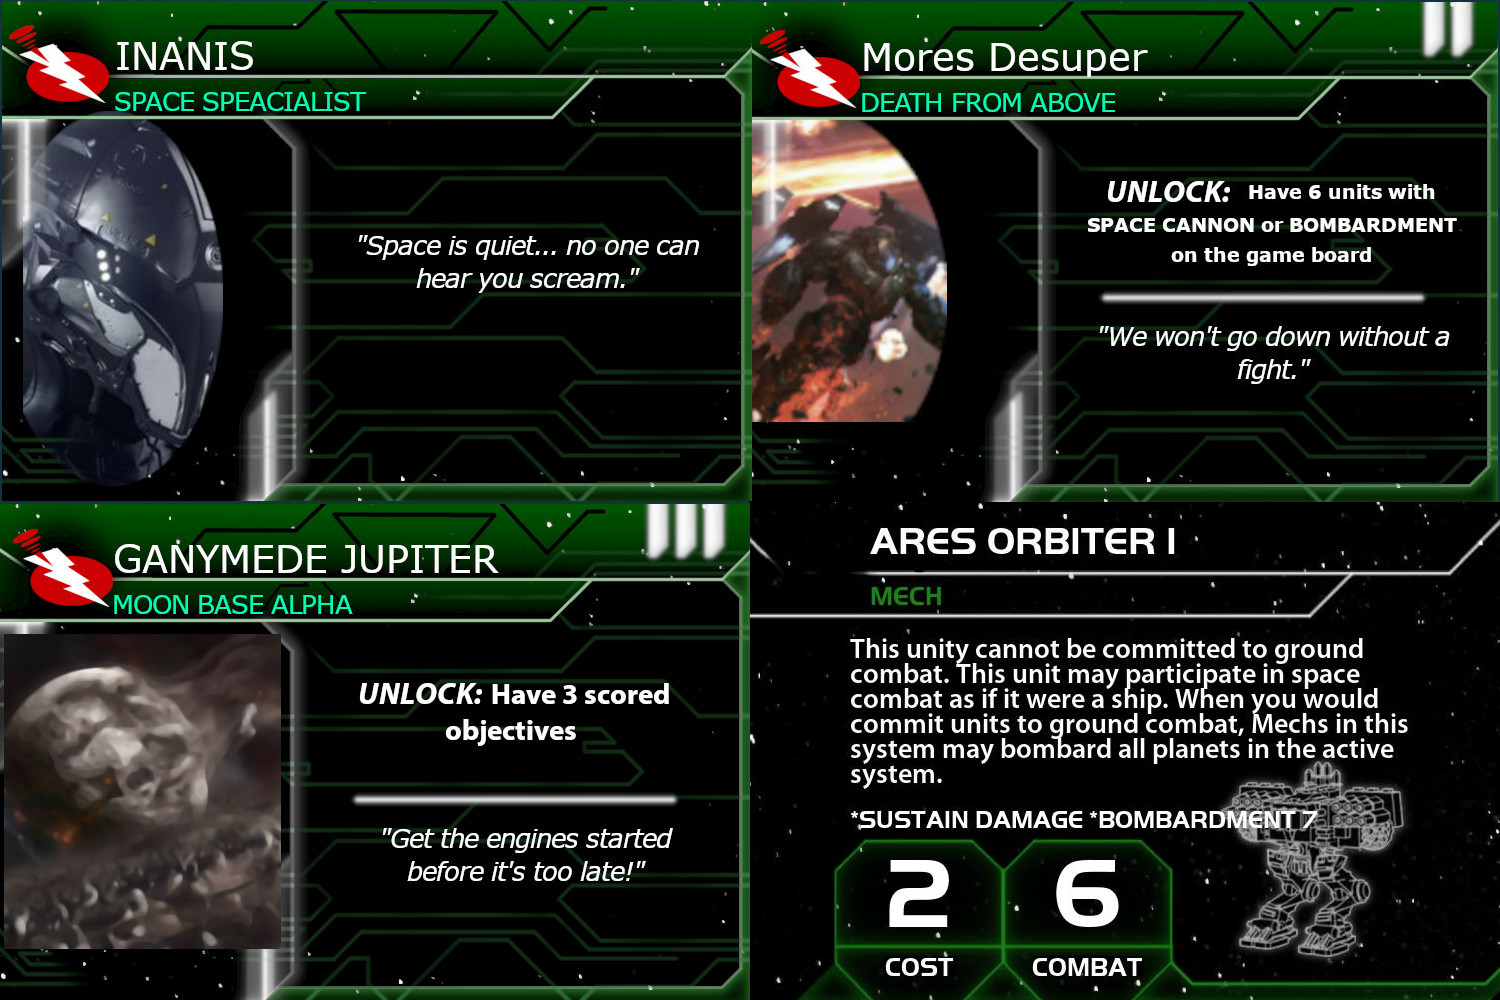 INANIS
SPACE SPEACIALIST
"Space is quiet... no one can
hear you scream."
Mores Desuper
DEATH FROM ABOVE
UNLOCK: Have 6 units with
SPACE CANNON or BOMBARDMENT
on the game board
"We won't go down without a
fight."
GANYMEDE JUPITER
MOON BASE ALPHA
UNLOCK: Have 3 scored
objectives
"Get the engines started
before it's too late!"
ARES ORBITER I
MECH
This unity cannot be committed to ground
combat. This unit may participate in space
combat as if it were a ship. When you would
commit units to ground combat, Mechs in this
system may bombard all planets in the active
system.
*SUSTAIN DAMAGE *BOMBARDMENT 7
2 6
COST COMBAT